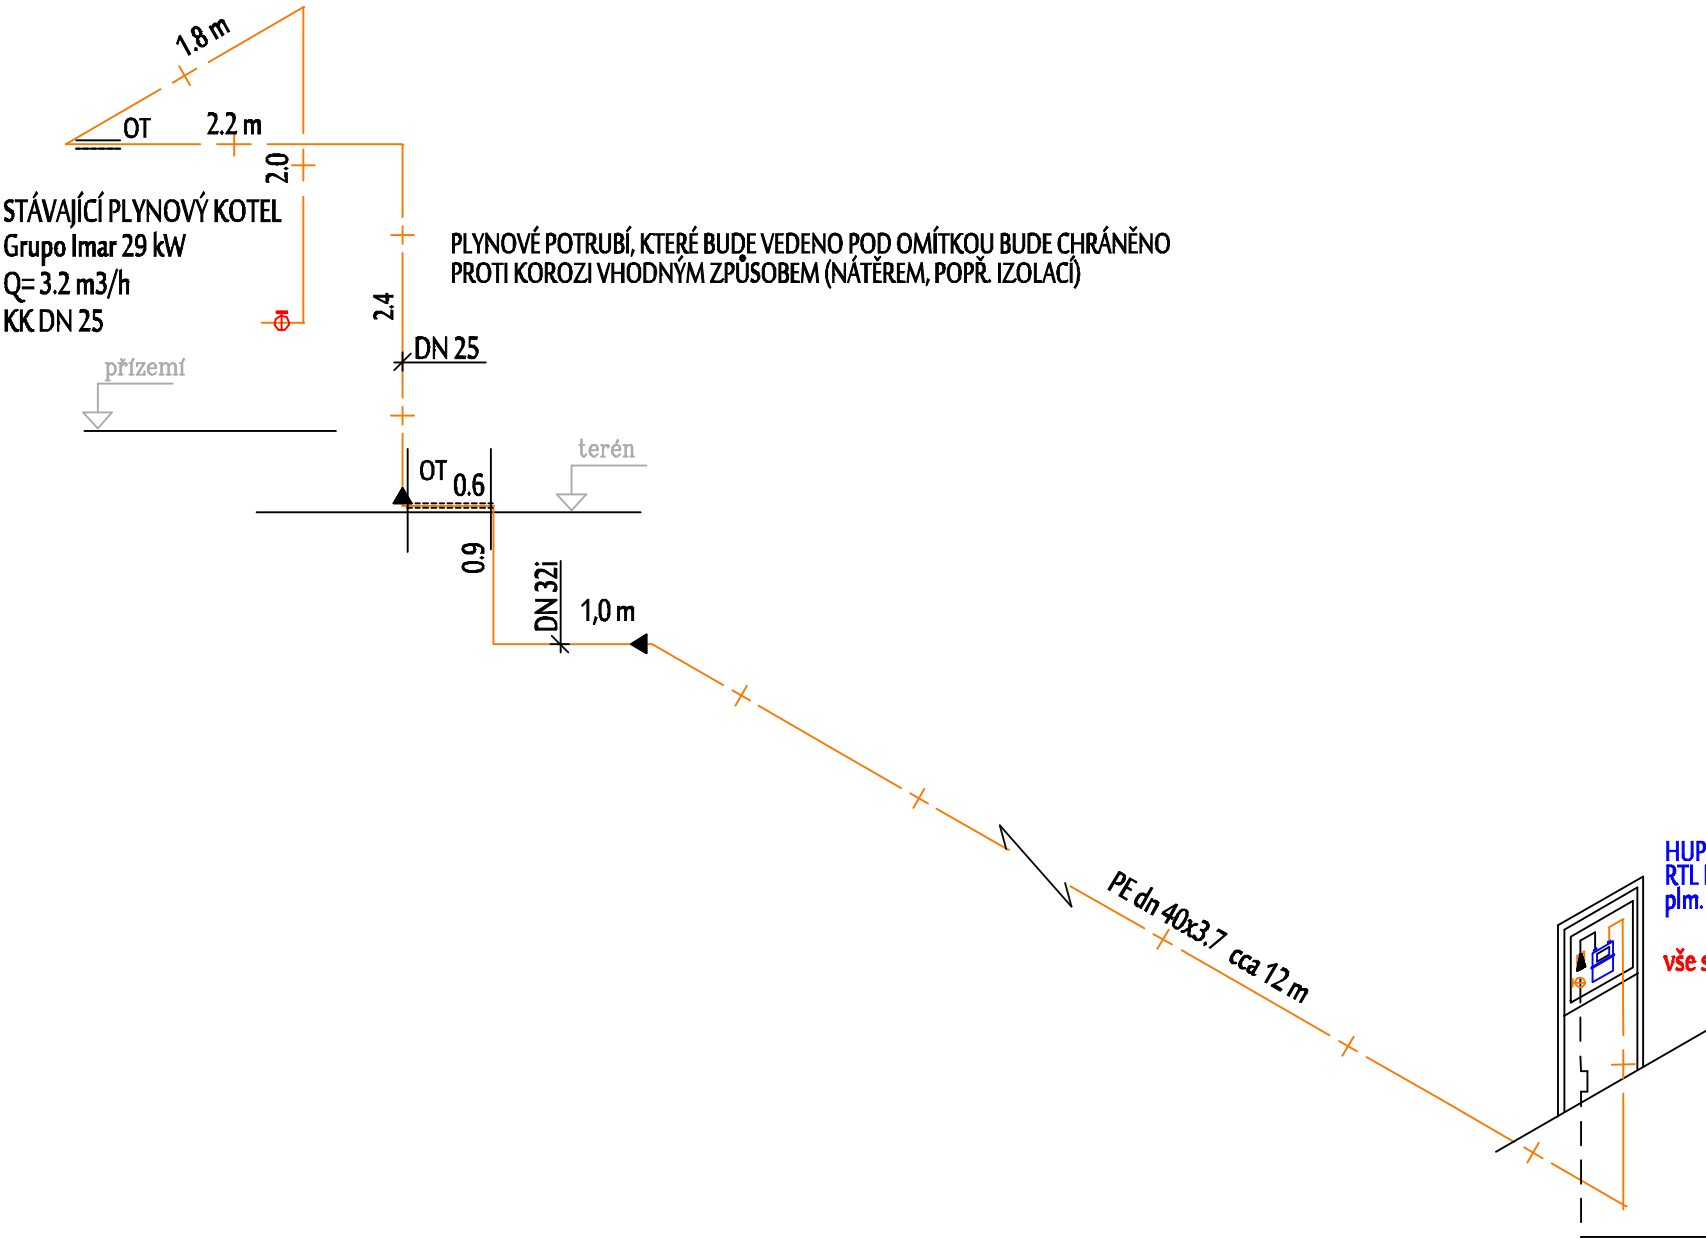 1.8 m
OT
2.2 m
2.0
STÁVAJÍCÍ PLYNOVÝ KOTEL
Grupo Imar 29 kW
Q= 3.2 m3/h
KK DN 25
PLYNOVÉ POTRUBÍ, KTERÉ BUDE VEDENO POD OMÍTKOU BUDE CHRÁNĚNO
PROTI KOROZI VHODNÝM ZPŮSOBEM (NÁTĚREM, POPŘ. IZOLACÍ)
2.4
DN 25
přízemí
terén
OT
0.6
0.9
DN 32i
1,0 m
PE dn 40x3.7 cca 12 m
HUP
RTL
plm.
vše